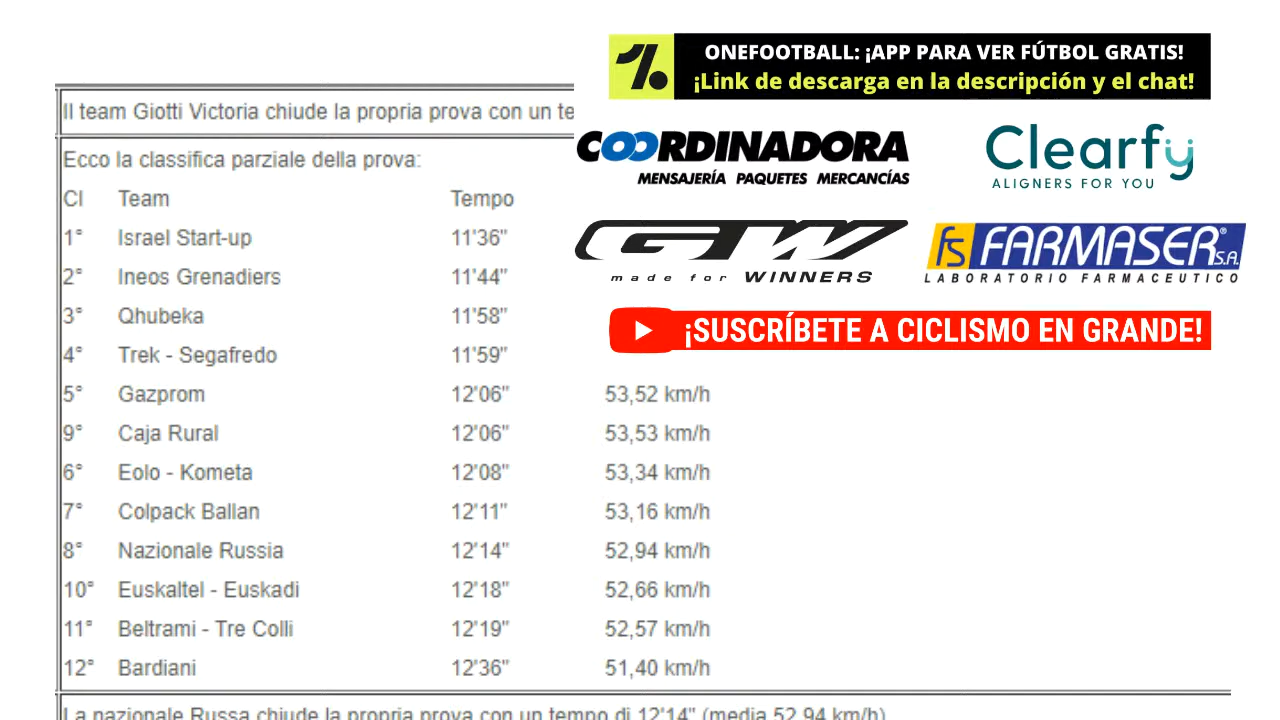 ONEFOOTBALL: ¡APP PARA VER FÚTBOL GRATIS!
¡Link de descarga en la descripción y el chat!
Il team Giotti Victoria chiude la propria prova con un te
COORDINADORA
MENSAJERÍA PAQUETES MERCANCÍAS
Clearfy
ALIGNERS FOR YOU
GW
made for WINNERS
FS FARMASER® S.A.
LABORATORIO FARMACEUTICO
¡SUSCRÍBETE A CICLISMO EN GRANDE!
Ecco la classifica parziale della prova:
Cl Team Tempo
1° Israel Start-up 11'36"
2° Ineos Grenadiers 11'44"
3° Qhubeka 11'58"
4° Trek - Segafredo 11'59"
5° Gazprom 12'06" 53,52 km/h
9° Caja Rural 12'06" 53,53 km/h
6° Eolo - Kometa 12'08" 53,34 km/h
7° Colpack Ballan 12'11" 53,16 km/h
8° Nazionale Russia 12'14" 52,94 km/h
10° Euskaltel - Euskadi 12'18" 52,66 km/h
11° Beltrami - Tre Colli 12'19" 52,57 km/h
12° Bardiani 12'36" 51,40 km/h
La nazionale Russa chiude la propria prova con un tempo di 12'14" (media 52,94 km/h)